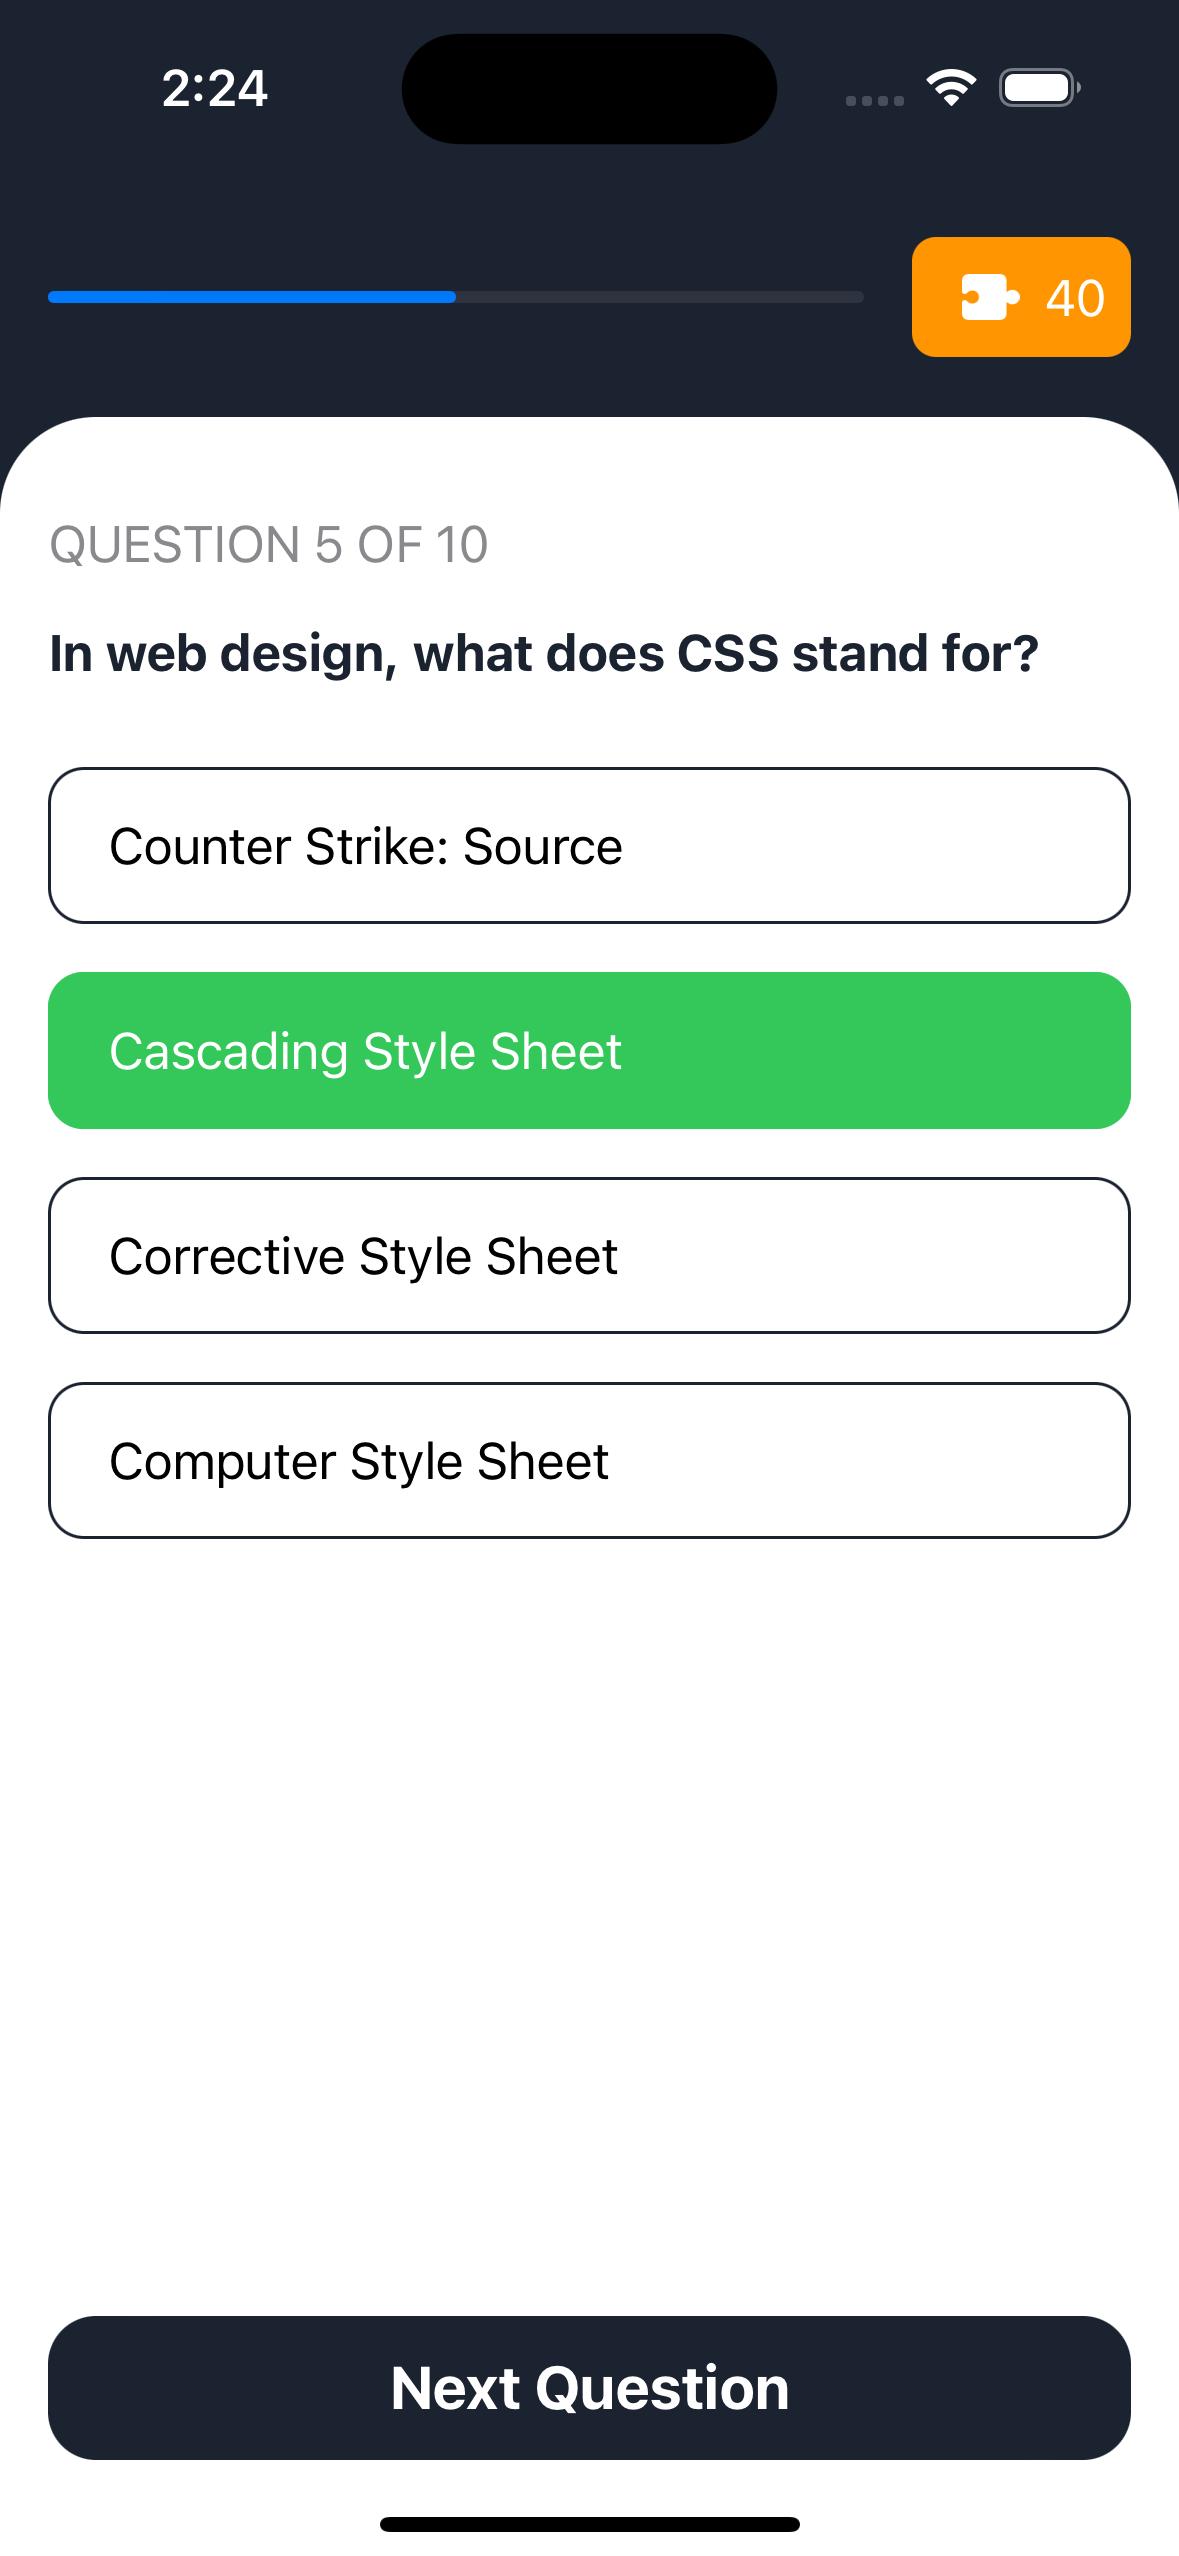 2:24
40
QUESTION 5 OF 10
In web design, what does CSS stand for?
Counter Strike: Source
Cascading Style Sheet
Corrective Style Sheet
Computer Style Sheet
Next Question